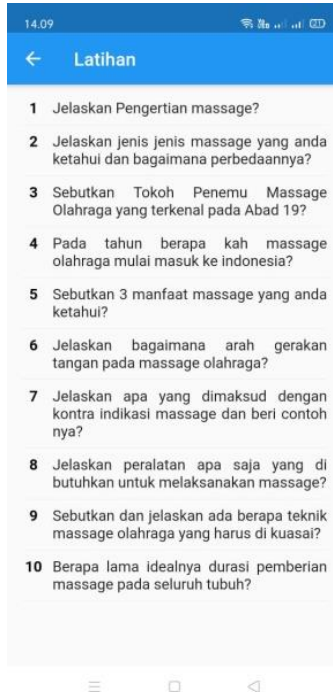 14.09
Latihan
1 Jelaskan Pengertian massage?
2 Jelaskan jenis jenis massage yang anda
ketahui dan bagaimana perbedaannya?
3 Sebutkan Tokoh Penemu Massage
Olahraga yang terkenal pada Abad 19?
4 Pada tahun berapa kah massage
olahraga mulai masuk ke indonesia?
5 Sebutkan 3 manfaat massage yang anda
ketahui?
6 Jelaskan bagaimana arah gerakan
tangan pada massage olahraga?
7 Jelaskan apa yang dimaksud dengan
kontra indikasi massage dan beri contoh
nya?
8 Jelaskan peralatan apa saja yang di
butuhkan untuk melaksanakan massage?
9 Sebutkan dan jelaskan ada berapa teknik
massage olahraga yang harus di kuasai?
10 Berapa lama idealnya durasi pemberian
massage pada seluruh tubuh?